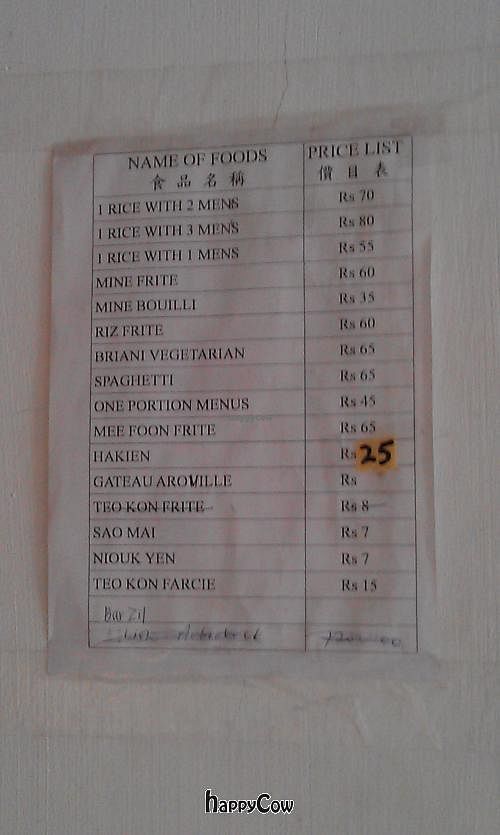 NAME OF FOODS PRICE LIST
食品名稱 價目表
1 RICE WITH 2 MENS Rs 70
1 RICE WITH 3 MENS Rs 80
1 RICE WITH 1 MENS Rs 55
MINE FRITE Rs 60
MINE BOUILLI Rs 35
RIZ FRITE Rs 60
BRIANI VEGETARIAN Rs 65
SPAGHETTI Rs 65
ONE PORTION MENUS Rs 45
MEE FOON FRITE Rs 65
HAKIEN Rs 25
GATEAU AROVILLE Rs
TEO KON FRITE Rs 8
SAO MAI Rs 7
NIOUK YEN Rs 7
TEO KON FARCIE Rs 15
HappyCow